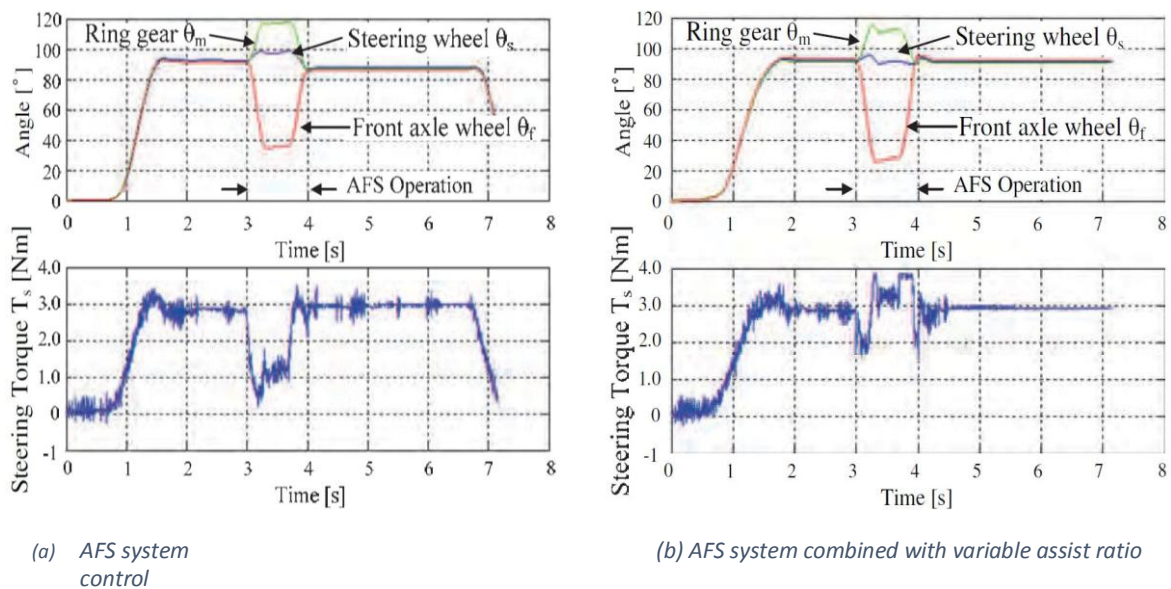 120
100
80
60
40
20
0
Angle [˚]
Ring gear θm
Steering wheel θs
Front axle wheel θf
AFS Operation
0 1 2 3 4 5 6 7 8
Time [s]
Steering Torque Ts [Nm]
4.0
3.0
2.0
1.0
0
-1
0 1 2 3 4 5 6 7 8
Time [s]
(a) AFS system
control
120
100
80
60
40
20
0
Angle [˚]
Ring gear θm
Steering wheel θs
Front axle wheel θf
AFS Operation
0 1 2 3 4 5 6 7 8
Time [s]
Steering Torque Ts [Nm]
4.0
3.0
2.0
1.0
0
-1
0 1 2 3 4 5 6 7 8
Time [s]
(b) AFS system combined with variable assist ratio